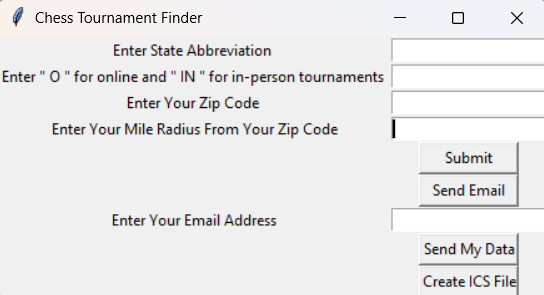 Chess Tournament Finder
Enter State Abbreviation
Enter " O " for online and " IN " for in-person tournaments
Enter Your Zip Code
Enter Your Mile Radius From Your Zip Code
Submit
Send Email
Enter Your Email Address
Send My Data
Create ICS File